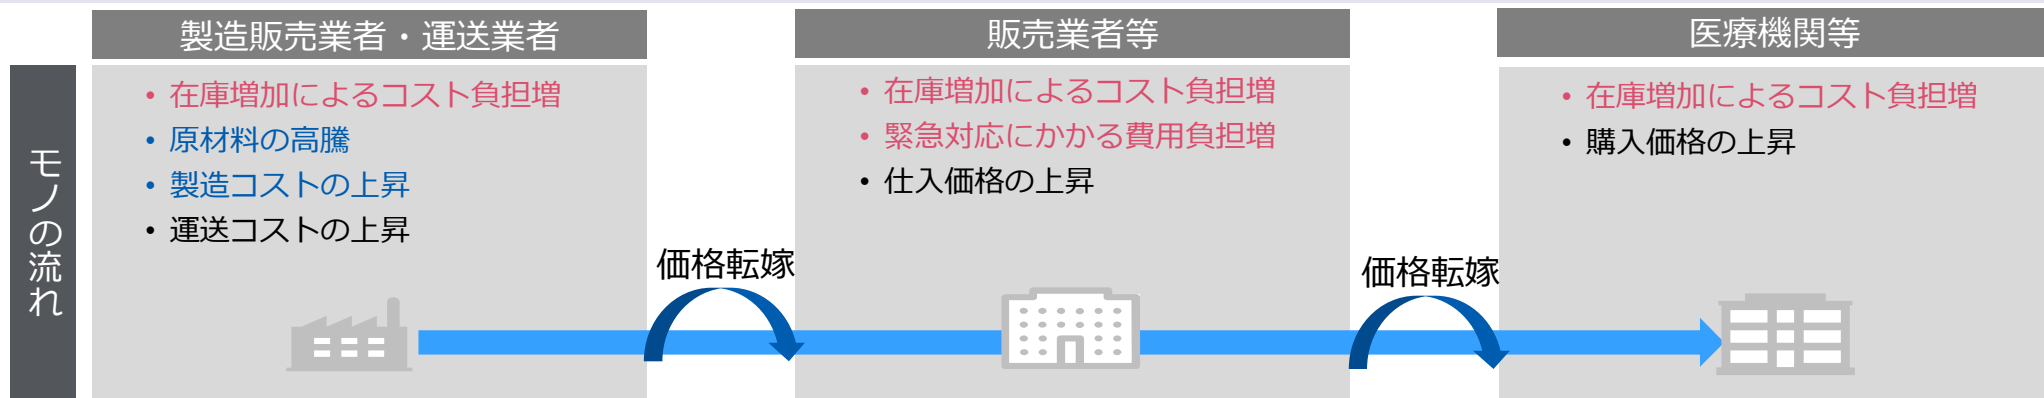 製造販売業者・運送業者
販売業者等
医療機関等
モノの流れ
• 在庫増加によるコスト負担増
• 原材料の高騰
• 製造コストの上昇
• 運送コストの上昇
価格転嫁
• 在庫増加によるコスト負担増
• 緊急対応にかかる費用負担増
• 仕入価格の上昇
価格転嫁
• 在庫増加によるコスト負担増
• 購入価格の上昇